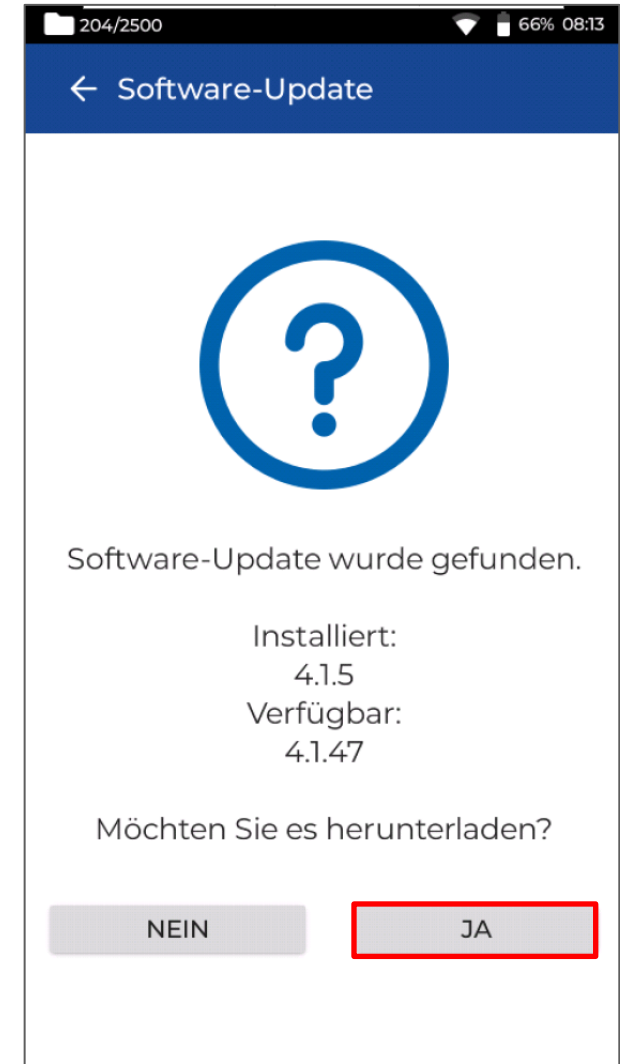 204/2500 66% 08:13
Software-Update
Software-Update wurde gefunden.
Installiert:
4.1.5
Verfügbar:
4.1.47
Möchten Sie es herunterladen?
NEIN JA